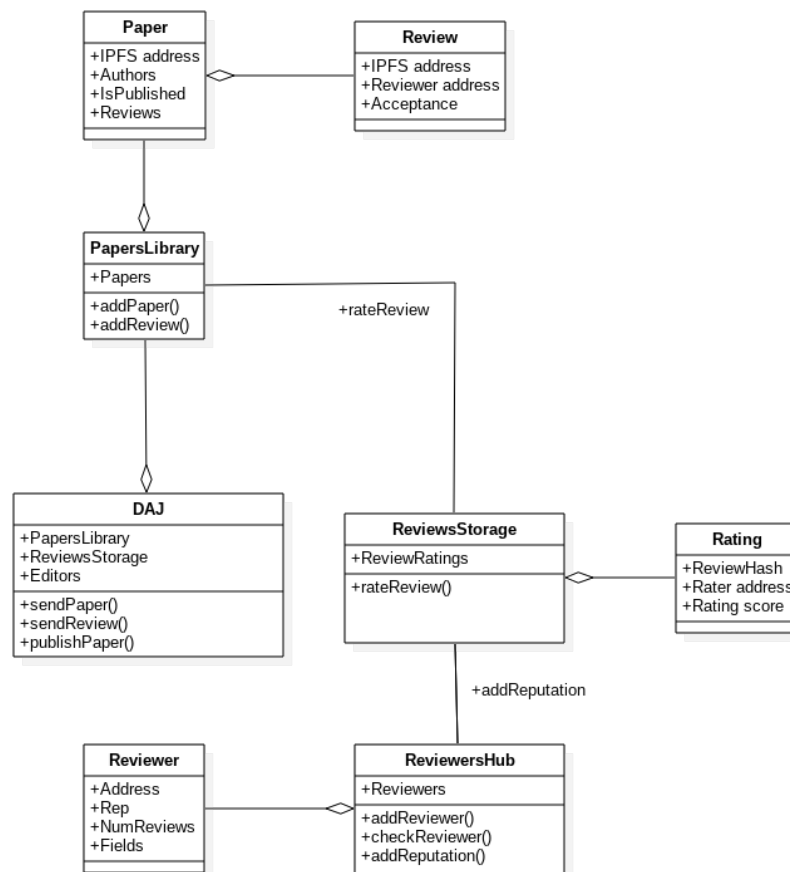 Paper
+IPFS address
+Authors
+IsPublished
+Reviews
Review
+IPFS address
+Reviewer address
+Acceptance
PapersLibrary
+Papers
+addPaper()
+addReview()
+rateReview
DAJ
+PapersLibrary
+ReviewsStorage
+Editors
+sendPaper()
+sendReview()
+publishPaper()
ReviewsStorage
+ReviewRatings
+rateReview()
Rating
+ReviewHash
+Rater address
+Rating score
+addReputation
Reviewer
+Address
+Rep
+NumReviews
+Fields
ReviewersHub
+Reviewers
+addReviewer()
+checkReviewer()
+addReputation()